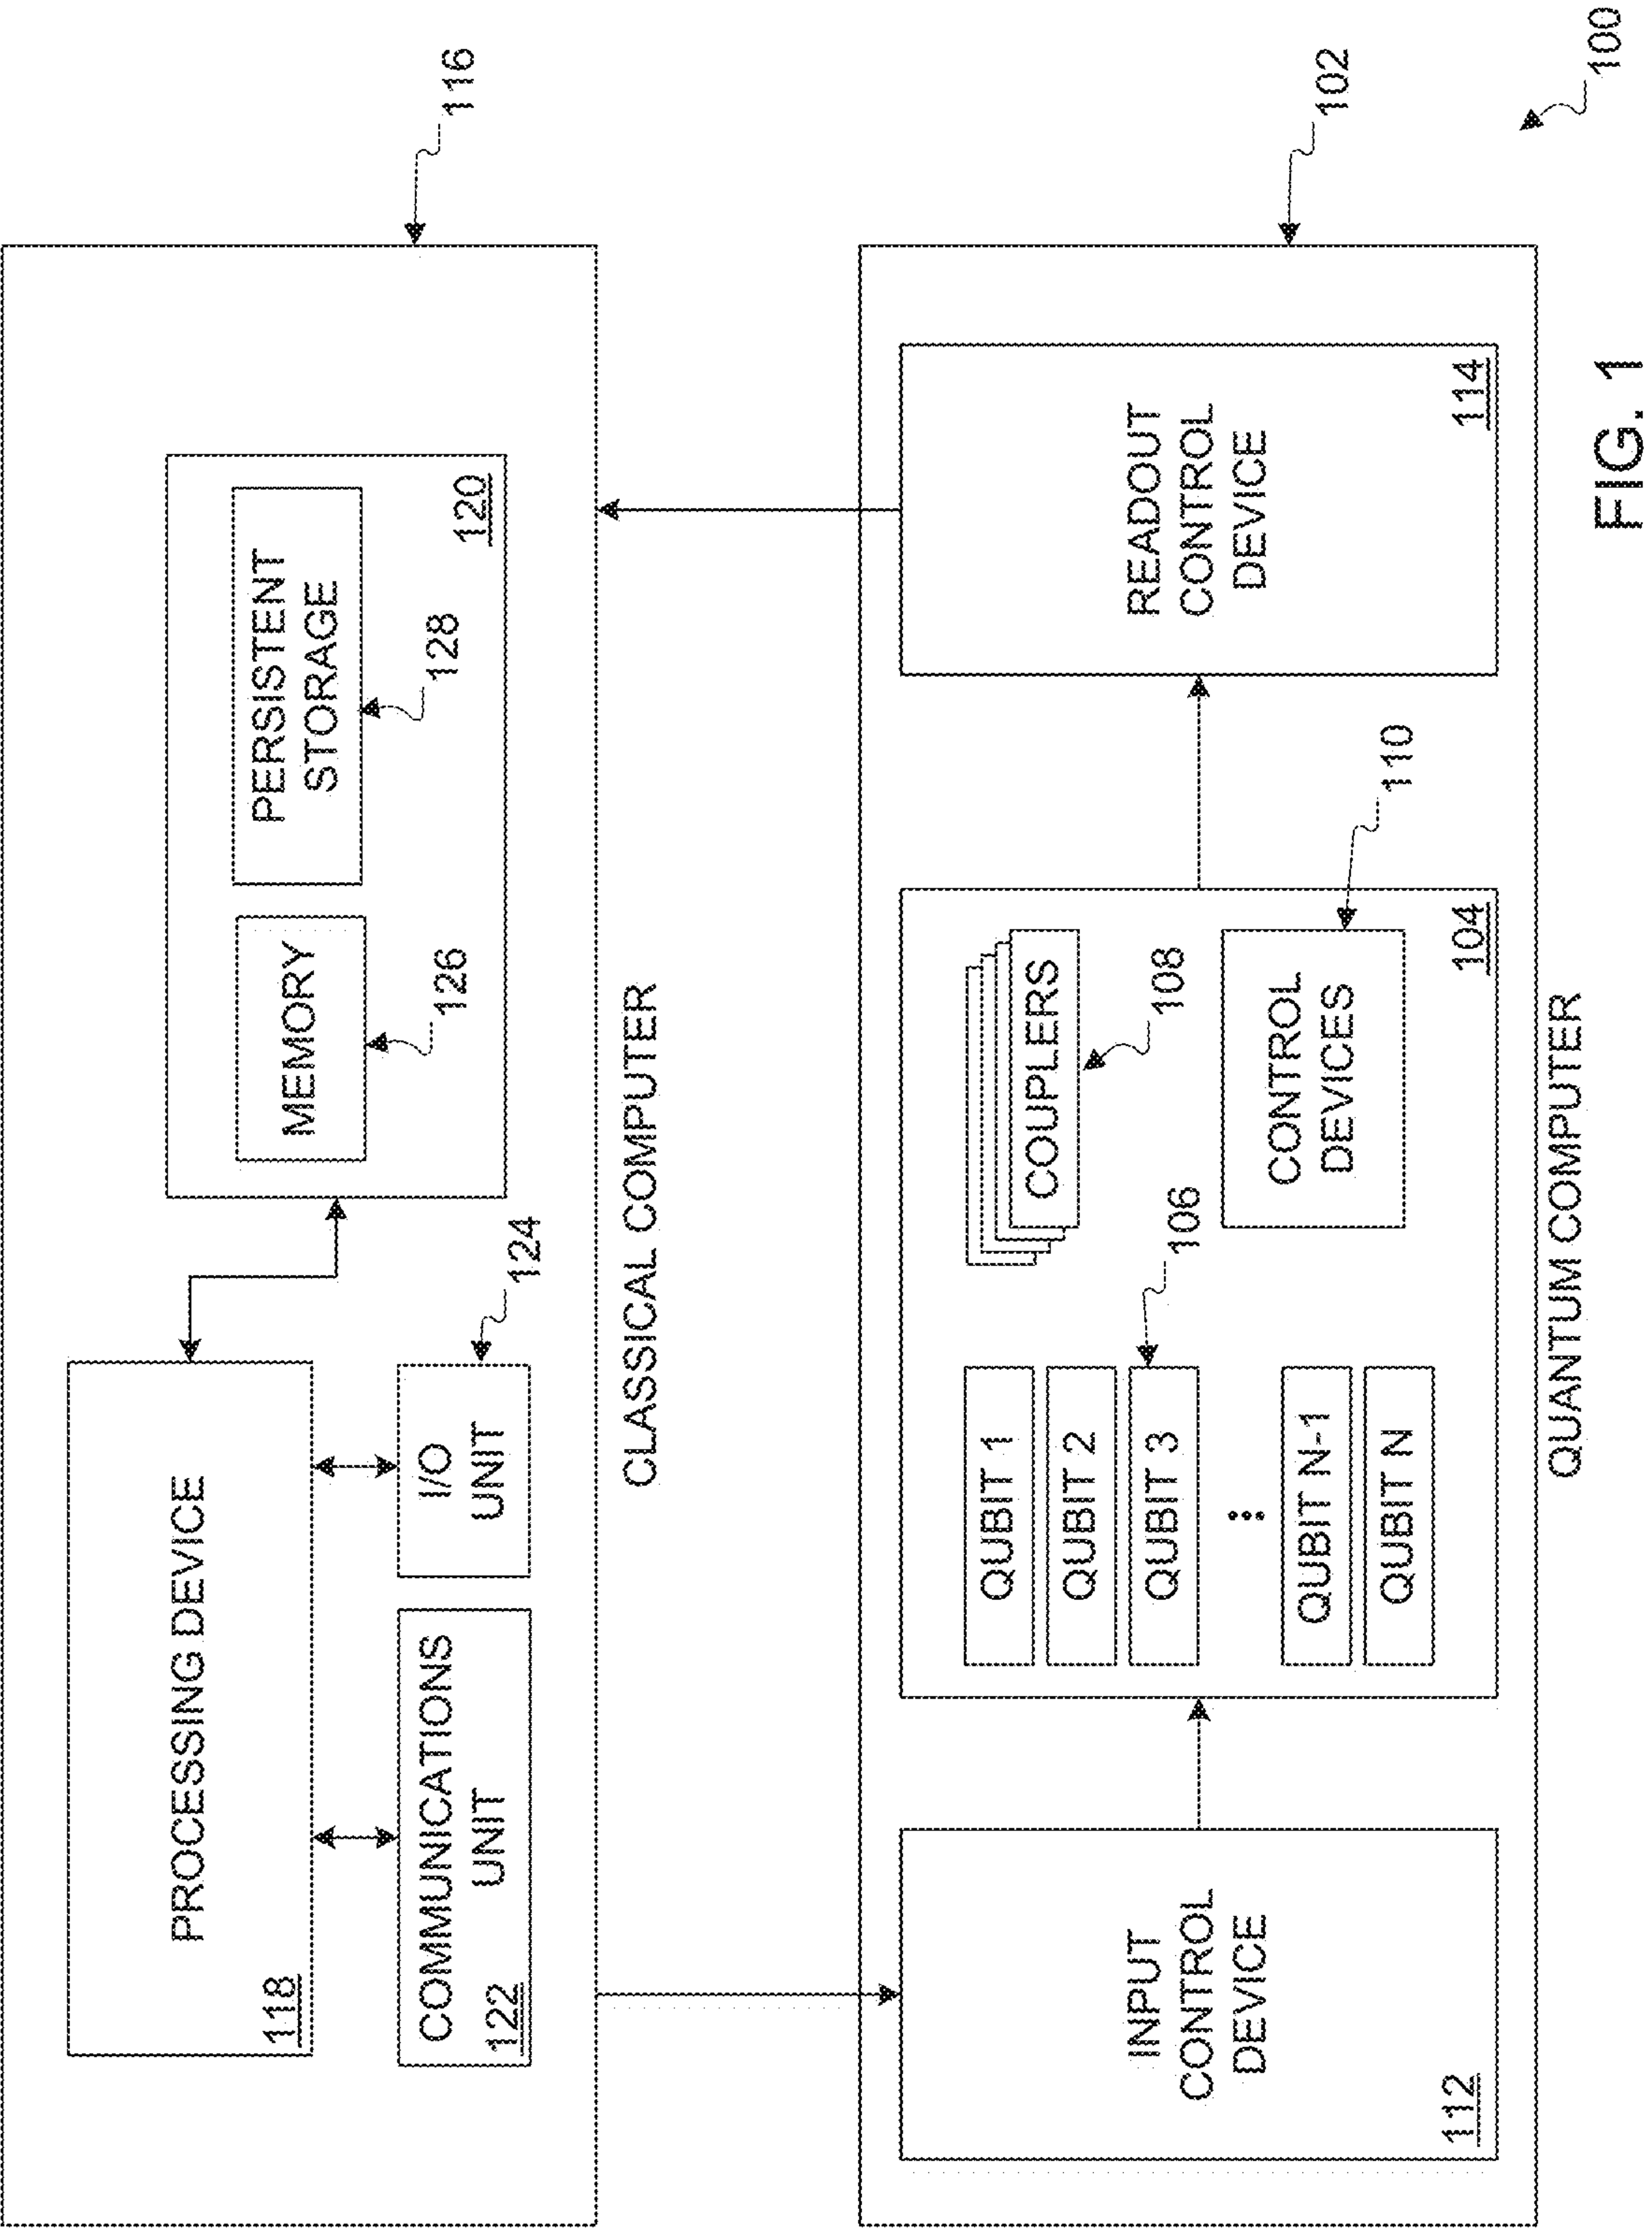 116
PROCESSING DEVICE
118
COMMUNICATIONS
UNIT
122
I/O
UNIT
124
MEMORY
126
PERSISTENT
STORAGE
128
120
CLASSICAL COMPUTER
102
INPUT
CONTROL
DEVICE
112
QUBIT 1
QUBIT 2
QUBIT 3
•••
QUBIT N-1
QUBIT N
106
COUPLERS
108
CONTROL
DEVICES
110
104
READOUT
CONTROL
DEVICE
114
QUANTUM COMPUTER
100
FIG. 1